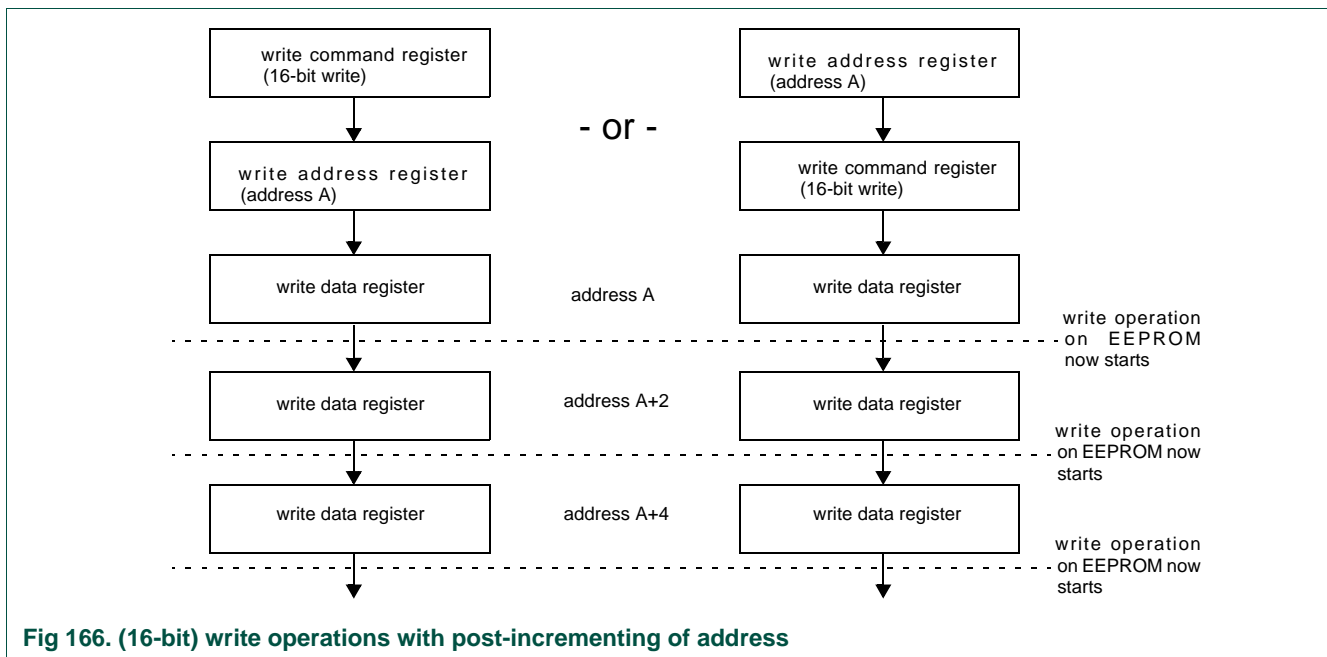 write command register
(16-bit write)
write address register
(address A)
- or -
write address register
(address A)
write command register
(16-bit write)
write data register
address A
write data register
write operation
on EEPROM
now starts
write data register
address A+2
write data register
write operation
on EEPROM now
starts
write data register
address A+4
write data register
write operation
on EEPROM now
starts
Fig 166. (16-bit) write operations with post-incrementing of address